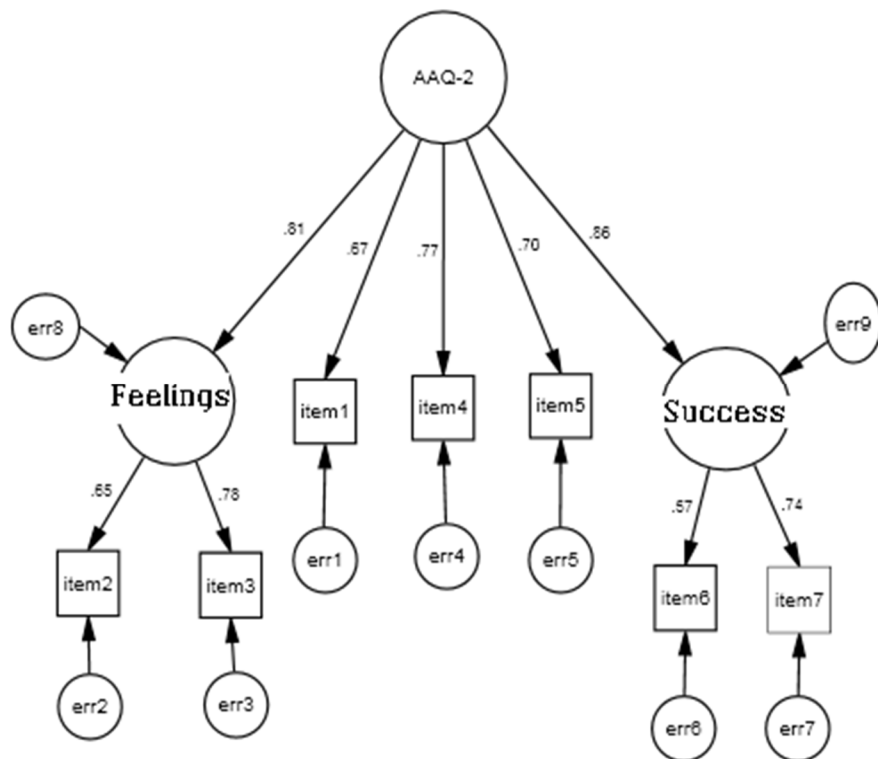 AAQ-2
.81
.67
.77
.70
.86
err8
err9
Feelings
item1
item4
item5
Success
.65
.78
.57
.74
err1
err4
err5
item2
item3
item6
item7
err2
err3
err6
err7